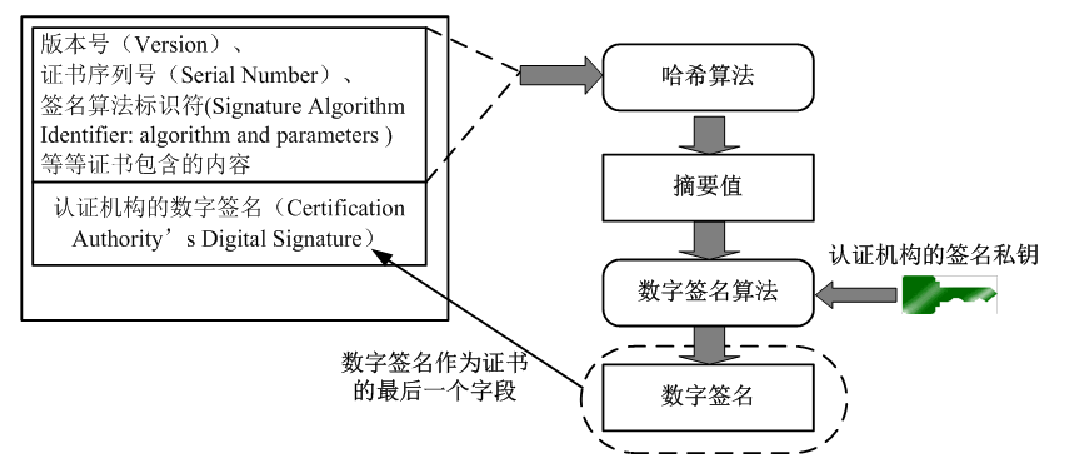 版本号（Version）、
证书序列号（Serial Number）、
签名算法标识符(Signature Algorithm
Identifier: algorithm and parameters )
等等证书包含的内容
认证机构的数字签名（Certification
Authority’s Digital Signature）
哈希算法
摘要值
认证机构的签名私钥
数字签名算法
数字签名作为证书
的最后一个字段
数字签名